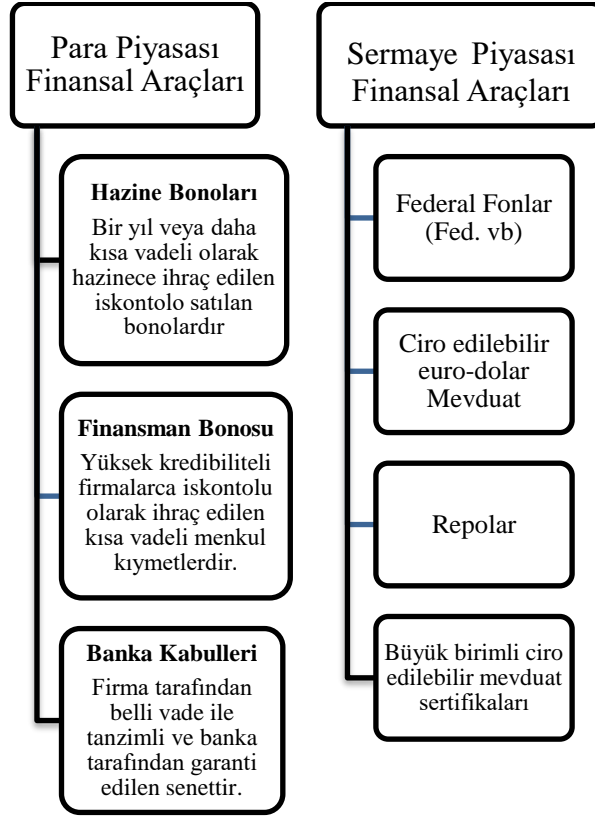 Para Piyasası
Finansal Araçları
Hazine Bonoları
Bir yıl veya daha
kısa vadeli olarak
hazinece ihraç edilen
iskontolo satılan
bonolardır
Finansman Bonosu
Yüksek kredibiliteli
firmalarca iskontolu
olarak ihraç edilen
kısa vadeli menkul
kıymetlerdir.
Banka Kabulleri
Firma tarafından
belli vade ile
tanzimli ve banka
tarafından garanti
edilen senettir.
Sermaye Piyasası
Finansal Araçları
Federal Fonlar
(Fed. vb)
Ciro edilebilir
euro-dolar
Mevduat
Repolar
Büyük birimli ciro
edilebilir mevduat
sertifikaları